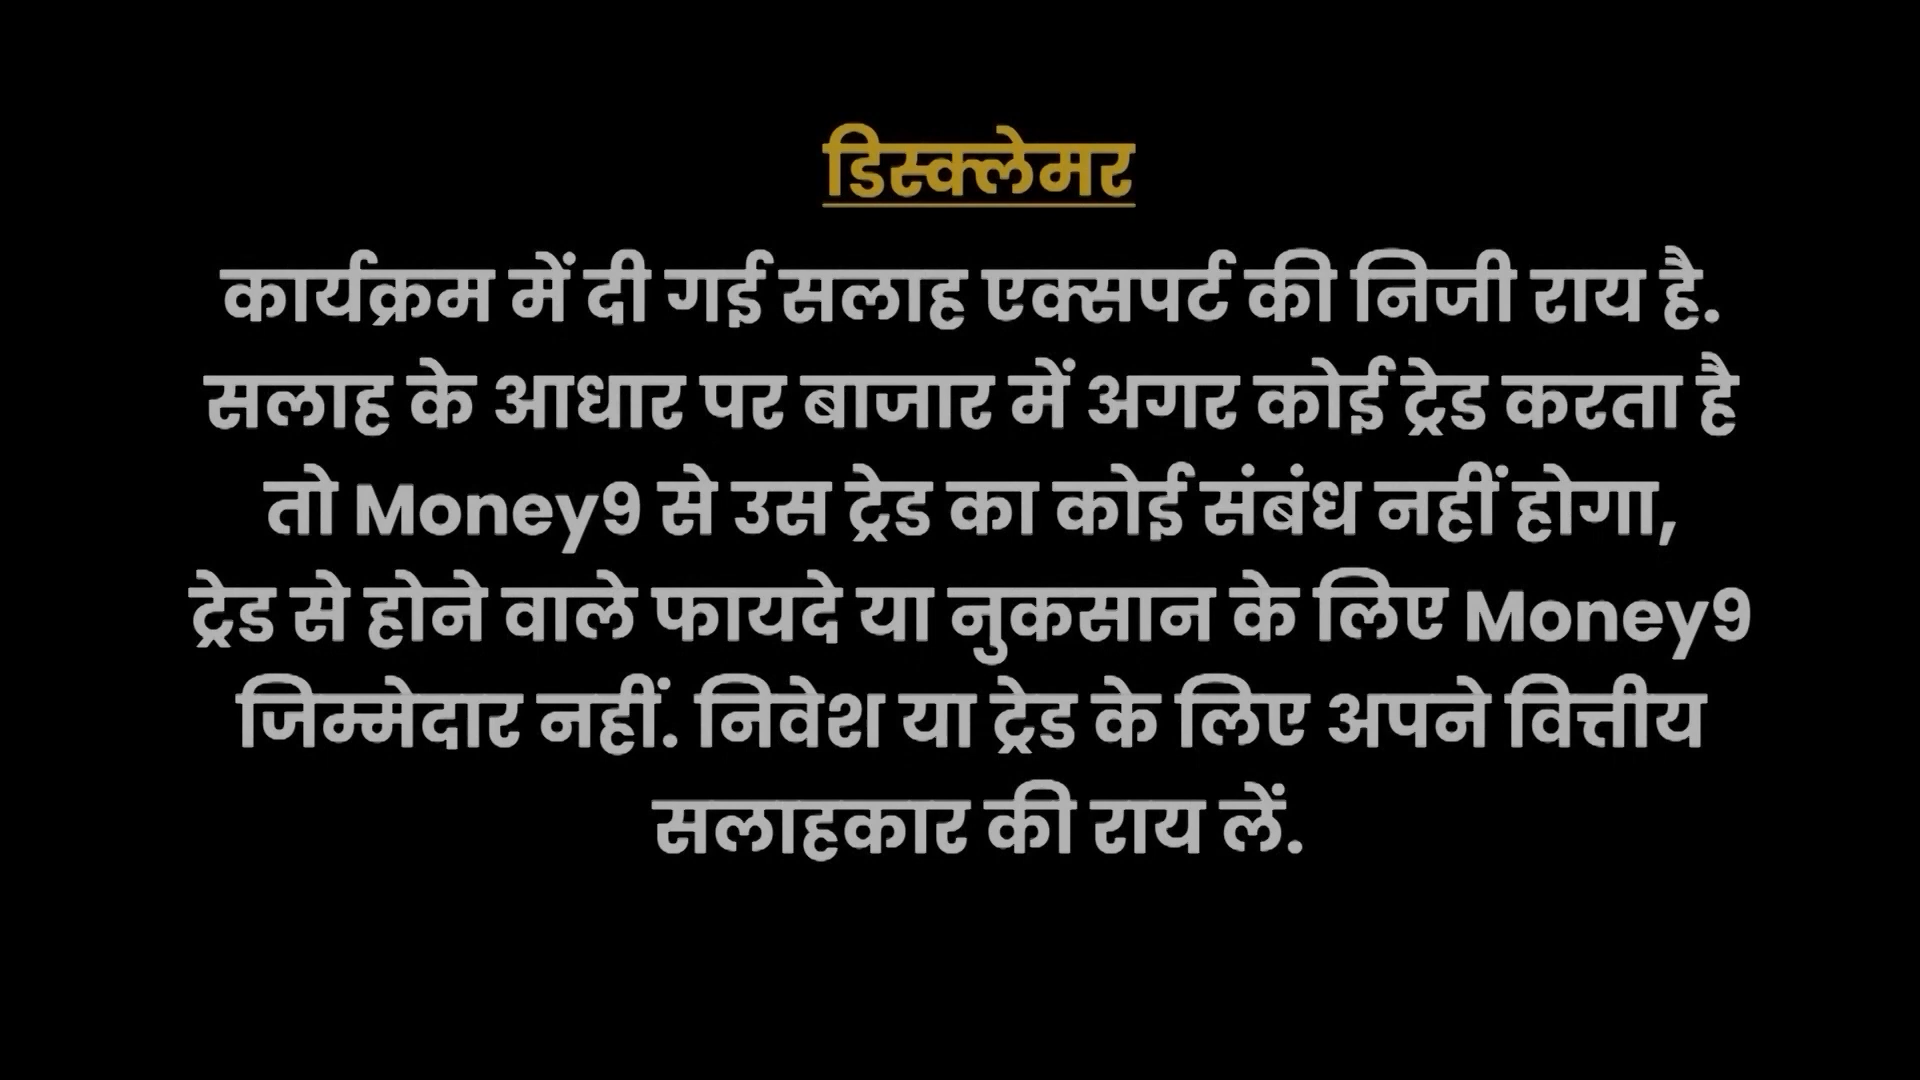 डिस्क्लेमर
कार्यक्रम में दी गई सलाह एक्सपर्ट की निजी राय है.
सलाह के आधार पर बाजार में अगर कोई ट्रेड करता है
तो Money9 से उस ट्रेड का कोई संबंध नहीं होगा,
ट्रेड से होने वाले फायदे या नुकसान के लिए Money9
जिम्मेदार नहीं. निवेश या ट्रेड के लिए अपने वित्तीय
सलाहकार की राय लें.